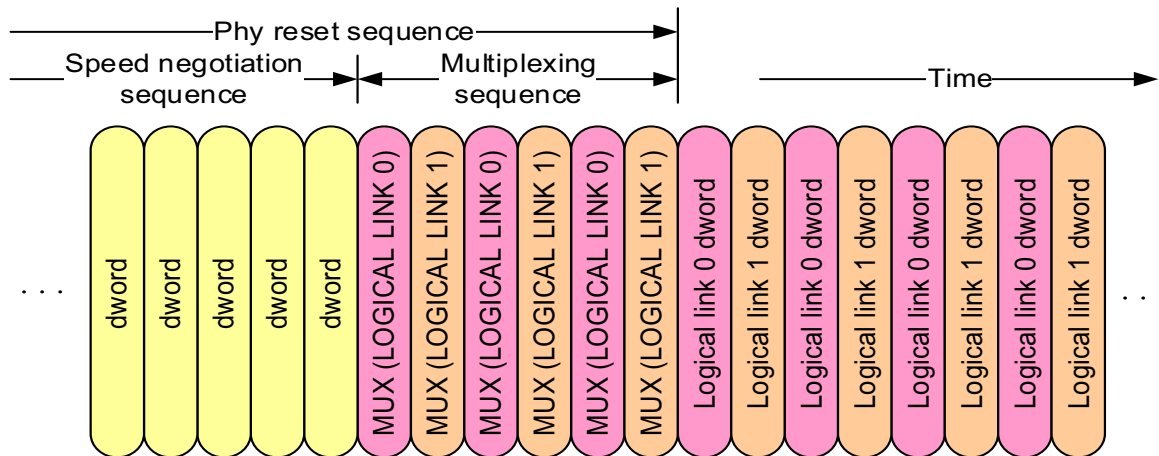 Phy reset sequence
Speed negotiation
sequence
Multiplexing
sequence
Time
. . .
dword
dword
dword
dword
dword
MUX (LOGICAL LINK 0)
MUX (LOGICAL LINK 1)
MUX (LOGICAL LINK 0)
MUX (LOGICAL LINK 1)
MUX (LOGICAL LINK 0)
MUX (LOGICAL LINK 1)
Logical link 0 dword
Logical link 1 dword
Logical link 0 dword
Logical link 1 dword
Logical link 0 dword
Logical link 1 dword
Logical link 0 dword
Logical link 1 dword
. .